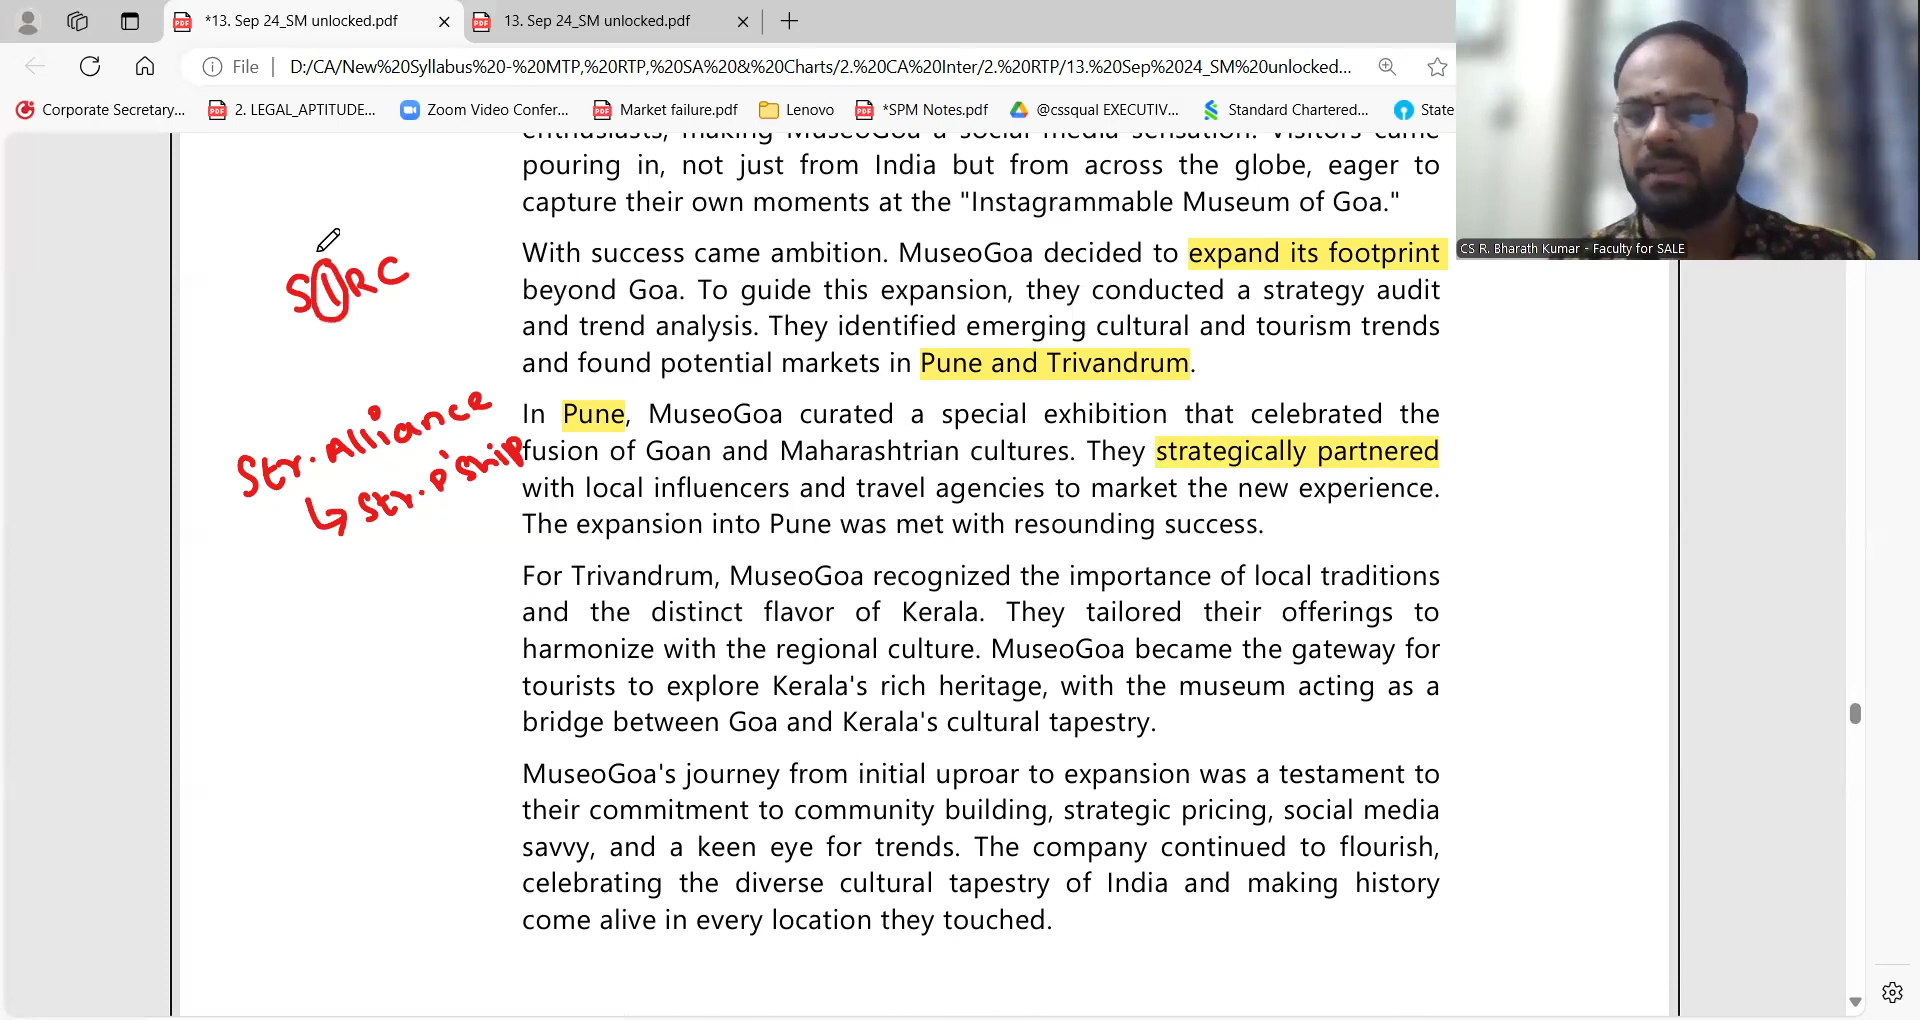 *13. Sep 24_SM unlocked.pdf
13. Sep 24_SM unlocked.pdf
File
D:/CA/New%20Syllabus%20-%20MTP,%20RTP,%20SA%20&%20Charts/2.%20CA%20Inter/2.%20RTP/13.%20Sep%2024_SM%20unlocked...
Corporate Secretary...
2. LEGAL_APTITUDE...
Zoom Video Confer...
Market failure.pdf
Lenovo
*SPM Notes.pdf
@cssqual EXECUTIV...
Standard Chartered...
State
CS R. Bharath Kumar - Faculty for SALE
enthusiasts, making MuseoGoa a social media sensation. Visitors came
pouring in, not just from India but from across the globe, eager to
capture their own moments at the "Instagrammable Museum of Goa."
SIRC
With success came ambition. MuseoGoa decided to expand its footprint
beyond Goa. To guide this expansion, they conducted a strategy audit
and trend analysis. They identified emerging cultural and tourism trends
and found potential markets in Pune and Trivandrum.
Str. Alliance
↳ Str. p'ship
In Pune, MuseoGoa curated a special exhibition that celebrated the
fusion of Goan and Maharashtrian cultures. They strategically partnered
with local influencers and travel agencies to market the new experience.
The expansion into Pune was met with resounding success.
For Trivandrum, MuseoGoa recognized the importance of local traditions
and the distinct flavor of Kerala. They tailored their offerings to
harmonize with the regional culture. MuseoGoa became the gateway for
tourists to explore Kerala's rich heritage, with the museum acting as a
bridge between Goa and Kerala's cultural tapestry.
MuseoGoa's journey from initial uproar to expansion was a testament to
their commitment to community building, strategic pricing, social media
savvy, and a keen eye for trends. The company continued to flourish,
celebrating the diverse cultural tapestry of India and making history
come alive in every location they touched.